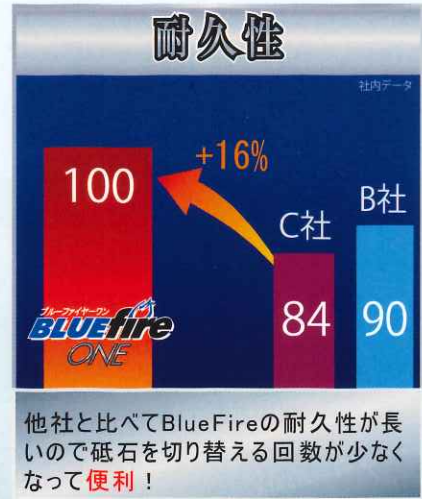 耐久性
社内データ
+16%
100
C社
B社
84
90
ブルーファイヤーワン
BLUEfire
ONE
他社と比べてBlueFireの耐久性が長
いので砥石を切り替える回数が少なく
なって便利！